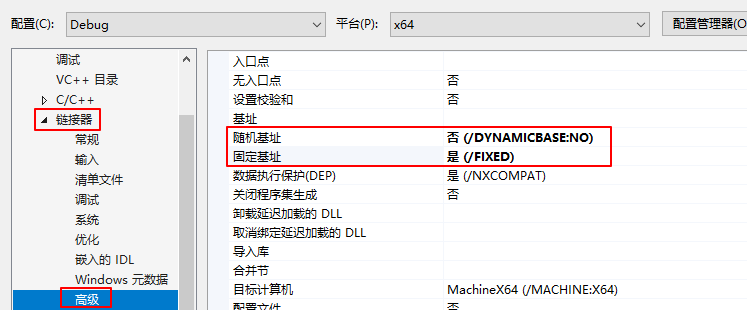 配置(C): Debug 平台(P): x64 配置管理器(O
调试
VC++ 目录
C/C++
链接器
常规
输入
清单文件
调试
系统
优化
嵌入的 IDL
Windows 元数据
高级
入口点
无入口点 否
设置校验和 否
基址
随机基址 否 (/DYNAMICBASE:NO)
固定基址 是 (/FIXED)
数据执行保护(DEP) 是 (/NXCOMPAT)
关闭程序集生成 否
卸载延迟加载的 DLL
取消绑定延迟加载的 DLL
导入库
合并节
目标计算机 MachineX64 (/MACHINE:X64)
配置文件 否